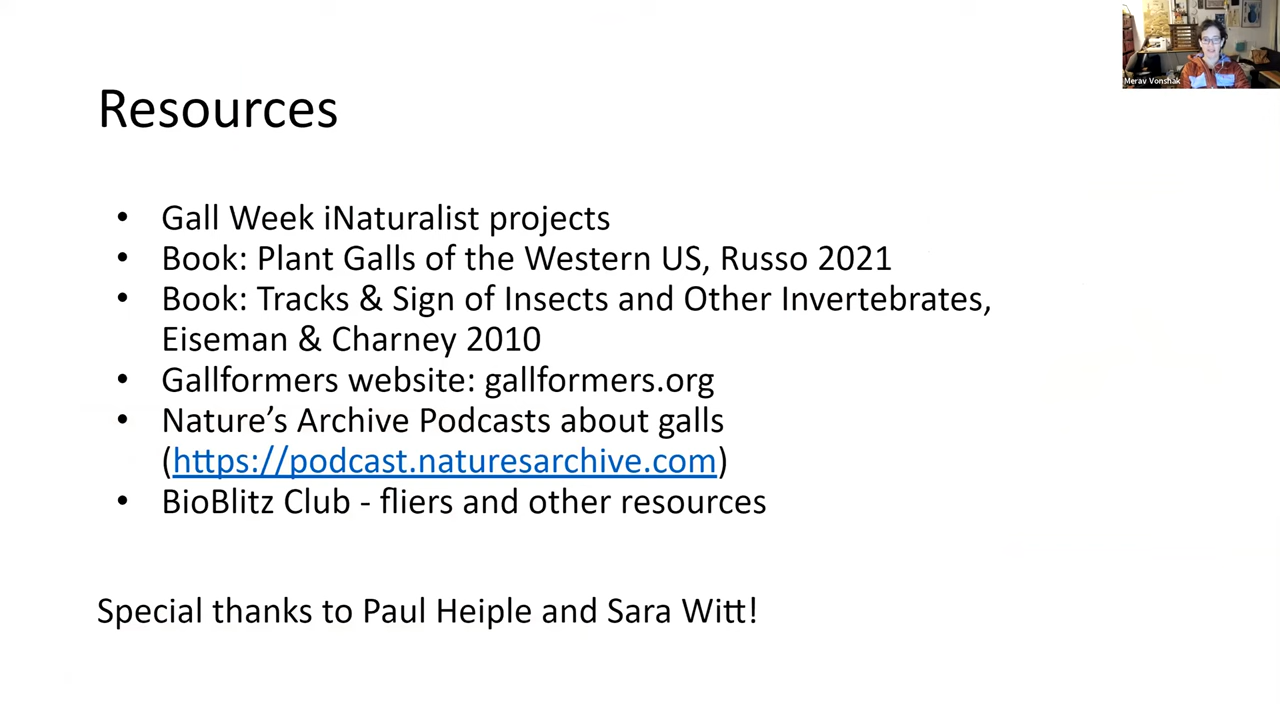 Merav Vonshak
Resources
• Gall Week iNaturalist projects
• Book: Plant Galls of the Western US, Russo 2021
• Book: Tracks & Sign of Insects and Other Invertebrates,
Eiseman & Charney 2010
• Gallformers website: gallformers.org
• Nature’s Archive Podcasts about galls
(https://podcast.naturesarchive.com)
• BioBlitz Club - fliers and other resources
Special thanks to Paul Heiple and Sara Witt!